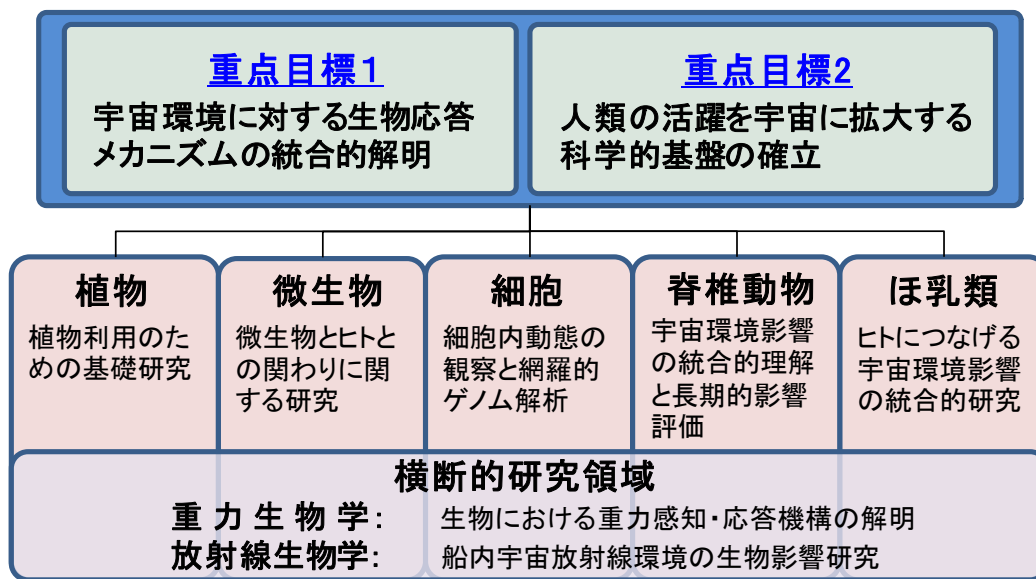 重点目標1
宇宙環境に対する生物応答
メカニズムの統合的解明
重点目標2
人類の活躍を宇宙に拡大する
科学的基盤の確立
植物
植物利用のた
めの基礎研究
微生物
微生物とヒトと
の関わりに関
する研究
細胞
細胞内動態の
観察と網羅的
ゲノム解析
脊椎動物
宇宙環境影響
の統合的理解
と長期的影響
評価
ほ乳類
ヒトにつなげる
宇宙環境影響
の統合的研究
横断的研究領域
重力生物学: 生物における重力感知・応答機構の解明
放射線生物学: 船内宇宙放射線環境の生物影響研究